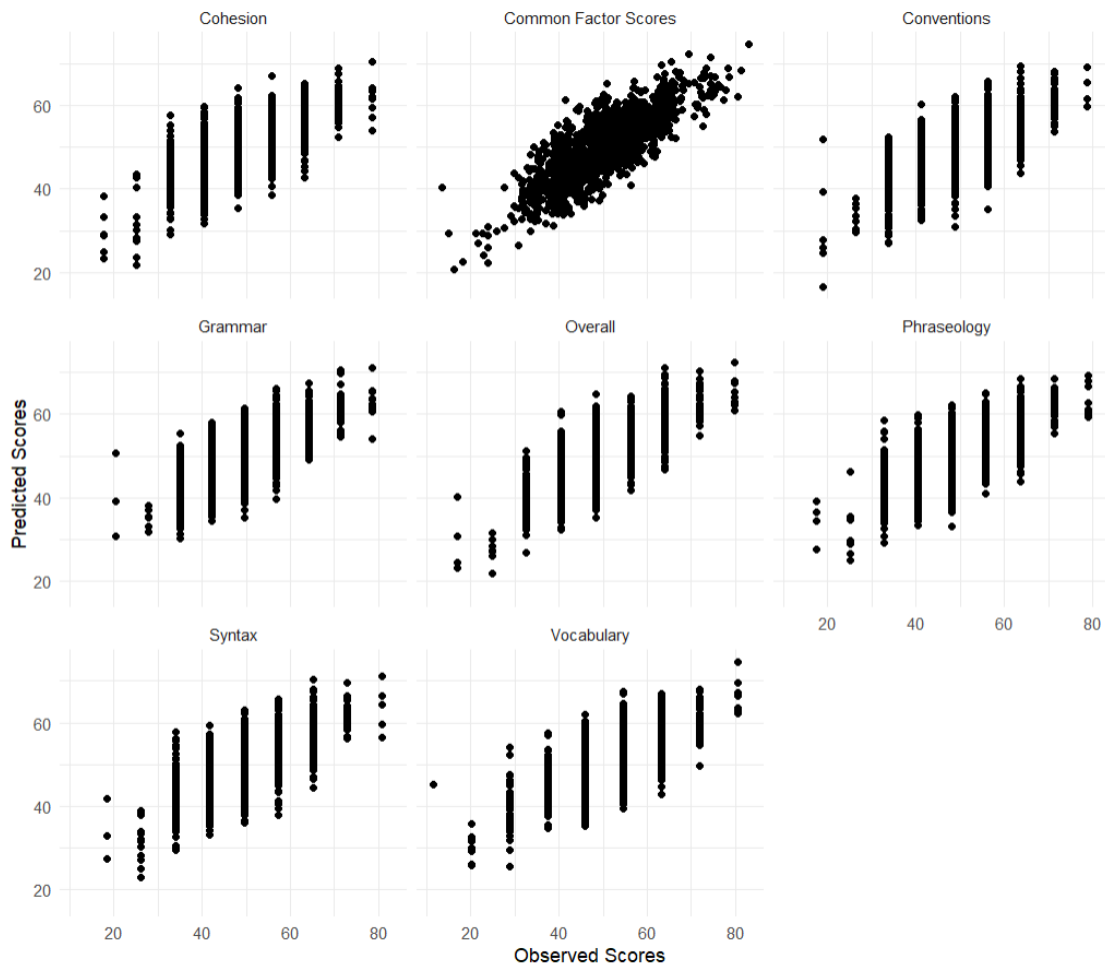 Cohesion
Common Factor Scores
Conventions
60
40
20
Grammar
Overall
Phraseology
Predicted Scores
60
40
20
20
40
60
80
Syntax
Vocabulary
60
40
20
20
40
60
80
20
40
60
80
Observed Scores